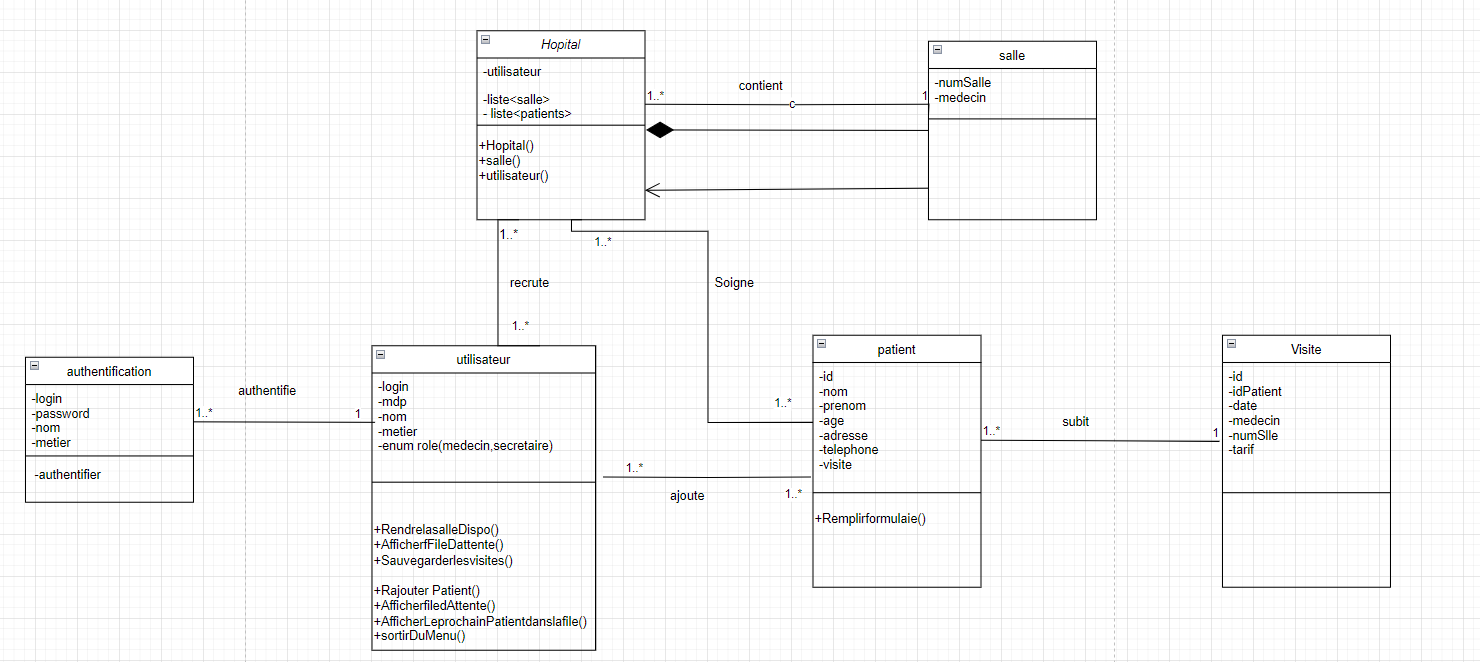 Hopital
-utilisateur
-liste<salle>
- liste<patients>
+Hopital()
+salle()
+utilisateur()
1..*
contient
c
1
salle
-numSalle
-medecin
1..*
recrute
1..*
1..*
Soigne
1..*
authentification
-login
-password
-nom
-metier
-authentifier
authentifie
1..*
1
utilisateur
-login
-mdp
-nom
-metier
-enum role(medecin,secretaire)
+RendrelasalleDispo()
+AfficherfFileDattente()
+Sauvegarderlesvisites()
+Rajouter Patient()
+AfficherfiledAttente()
+AfficherLeprochainPatientdanslafile()
+sortirDuMenu()
1..*
ajoute
1..*
patient
-id
-nom
-prenom
-age
-adresse
-telephone
-visite
+Remplirformulaie()
1..*
subit
1
Visite
-id
-idPatient
-date
-medecin
-numSlle
-tarif